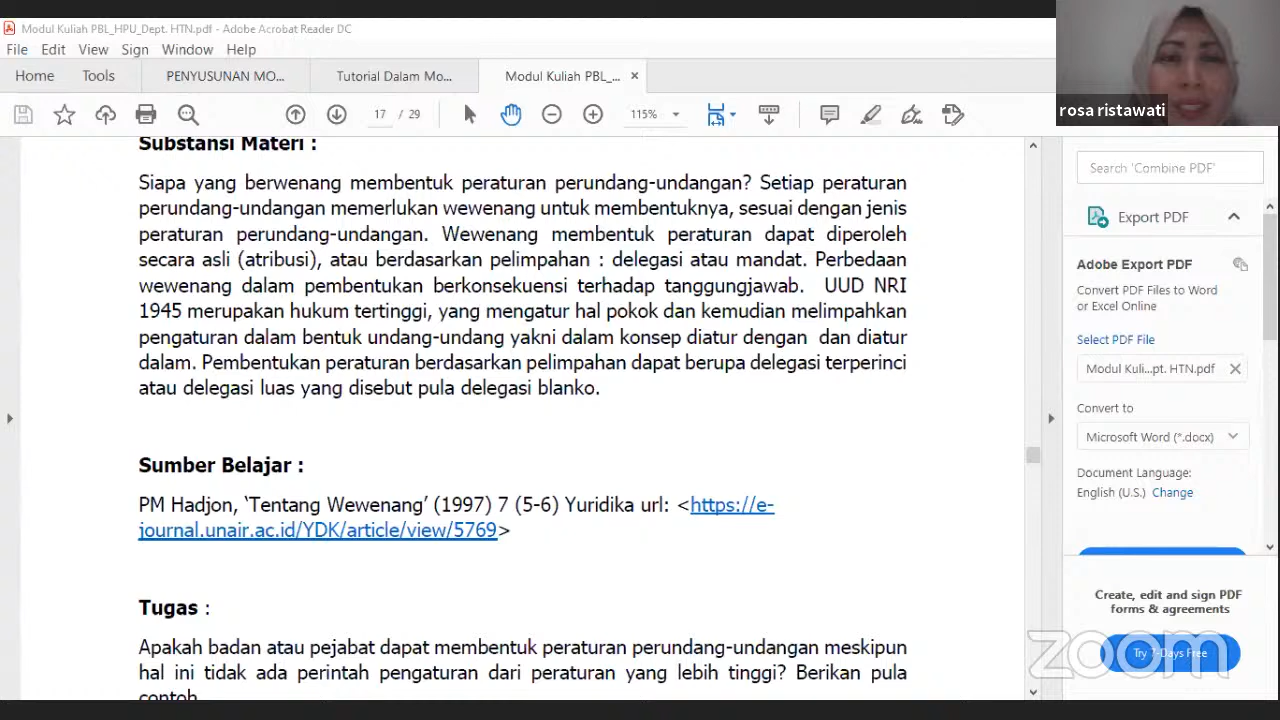 Modul Kuliah PBL_HPU_Dept. HTN.pdf - Adobe Acrobat Reader DC
File Edit View Sign Window Help
Home Tools PENYUSUNAN MO... Tutorial Dalam Mo... Modul Kuliah PBL_... ×
17 / 29 115%
rosa ristawati
Substansi Materi :
Siapa yang berwenang membentuk peraturan perundang-undangan? Setiap peraturan
perundang-undangan memerlukan wewenang untuk membentuknya, sesuai dengan jenis
peraturan perundang-undangan. Wewenang membentuk peraturan dapat diperoleh
secara asli (atribusi), atau berdasarkan pelimpahan : delegasi atau mandat. Perbedaan
wewenang dalam pembentukan berkonsekuensi terhadap tanggungjawab. UUD NRI
1945 merupakan hukum tertinggi, yang mengatur hal pokok dan kemudian melimpahkan
pengaturan dalam bentuk undang-undang yakni dalam konsep diatur dengan dan diatur
dalam. Pembentukan peraturan berdasarkan pelimpahan dapat berupa delegasi terperinci
atau delegasi luas yang disebut pula delegasi blanko.
Sumber Belajar :
PM Hadjon, ‘Tentang Wewenang’ (1997) 7 (5-6) Yuridika url: <https://e-
journal.unair.ac.id/YDK/article/view/5769>
Tugas :
Apakah badan atau pejabat dapat membentuk peraturan perundang-undangan meskipun
hal ini tidak ada perintah pengaturan dari peraturan yang lebih tinggi? Berikan pula
contoh
Search 'Combine PDF'
Export PDF
Adobe Export PDF
Convert PDF Files to Word
or Excel Online
Select PDF File
Modul Kuli...pt. HTN.pdf
Convert to
Microsoft Word (*.docx)
Document Language:
English (U.S.) Change
Create, edit and sign PDF
forms & agreements
Try 7-Days Free
zoom